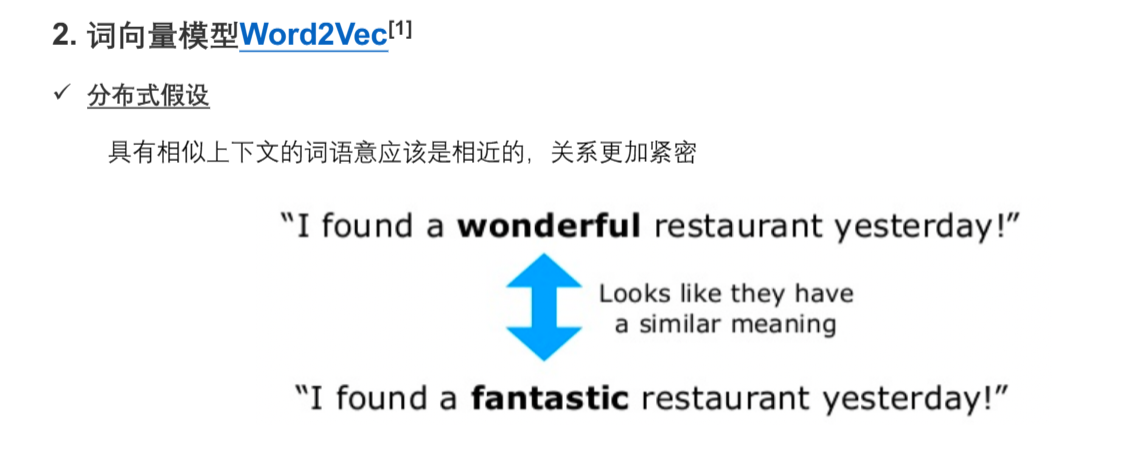 2. 词向量模型Word2Vec[1]
✓ 分布式假设
具有相似上下文的词语意应该是相近的，关系更加紧密
“I found a wonderful restaurant yesterday!”
Looks like they have
a similar meaning
“I found a fantastic restaurant yesterday!”